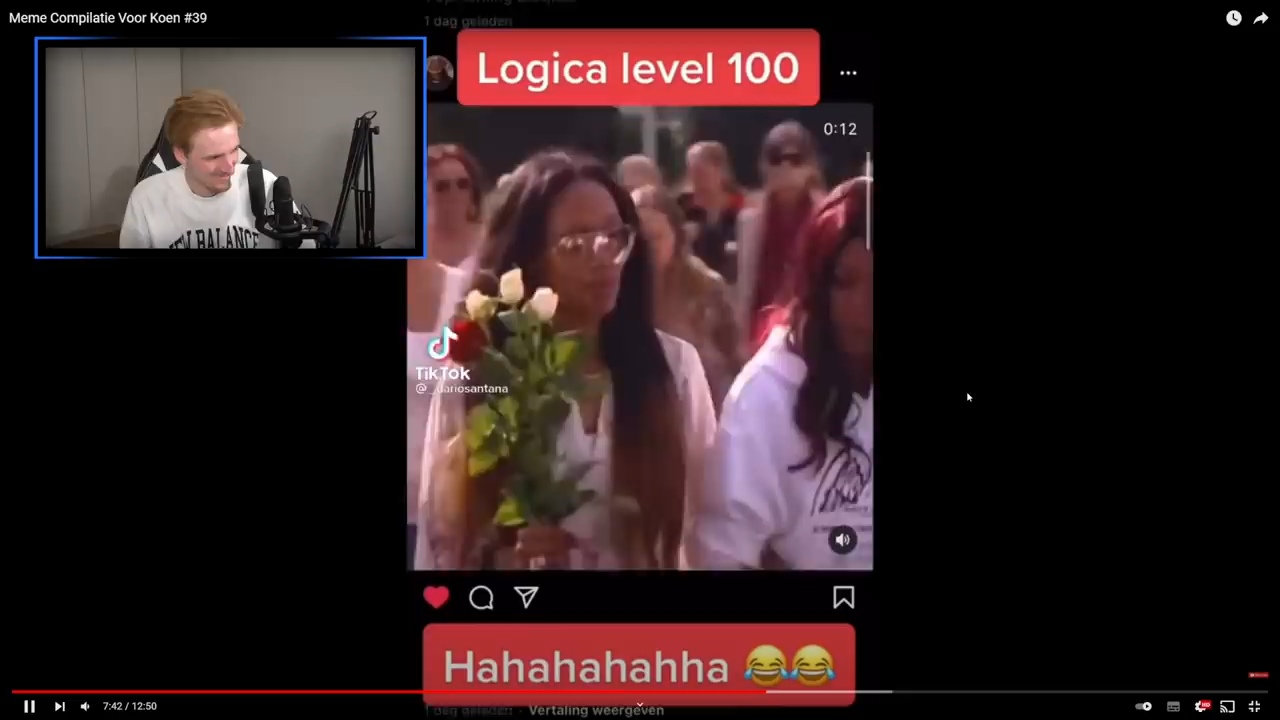 Meme Compilatie Voor Koen #39
1 dag geleden
Logica level 100
0:12
NEW BALANCE
TikTok
@_dariosantana
Hahahahahha 😂😂
1 dag geleden · Vertaling weergeven
7:42 / 12:50